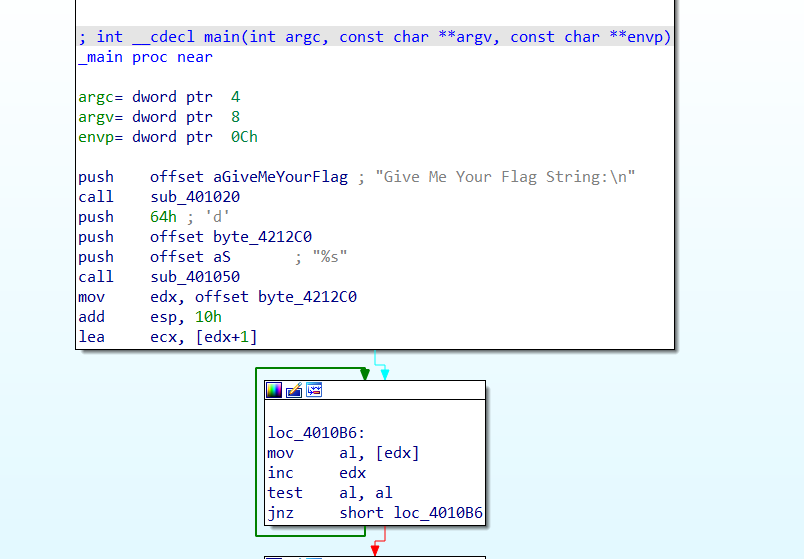 ; int __cdecl main(int argc, const char **argv, const char **envp)
_main proc near
argc= dword ptr  4
argv= dword ptr  8
envp= dword ptr  0Ch
push    offset aGiveMeYourFlag ; "Give Me Your Flag String:\n"
call    sub_401020
push    64h ; 'd'
push    offset byte_4212C0
push    offset aS       ; "%s"
call    sub_401050
mov     edx, offset byte_4212C0
add     esp, 10h
lea     ecx, [edx+1]
loc_4010B6:
mov     al, [edx]
inc     edx
test    al, al
jnz     short loc_4010B6